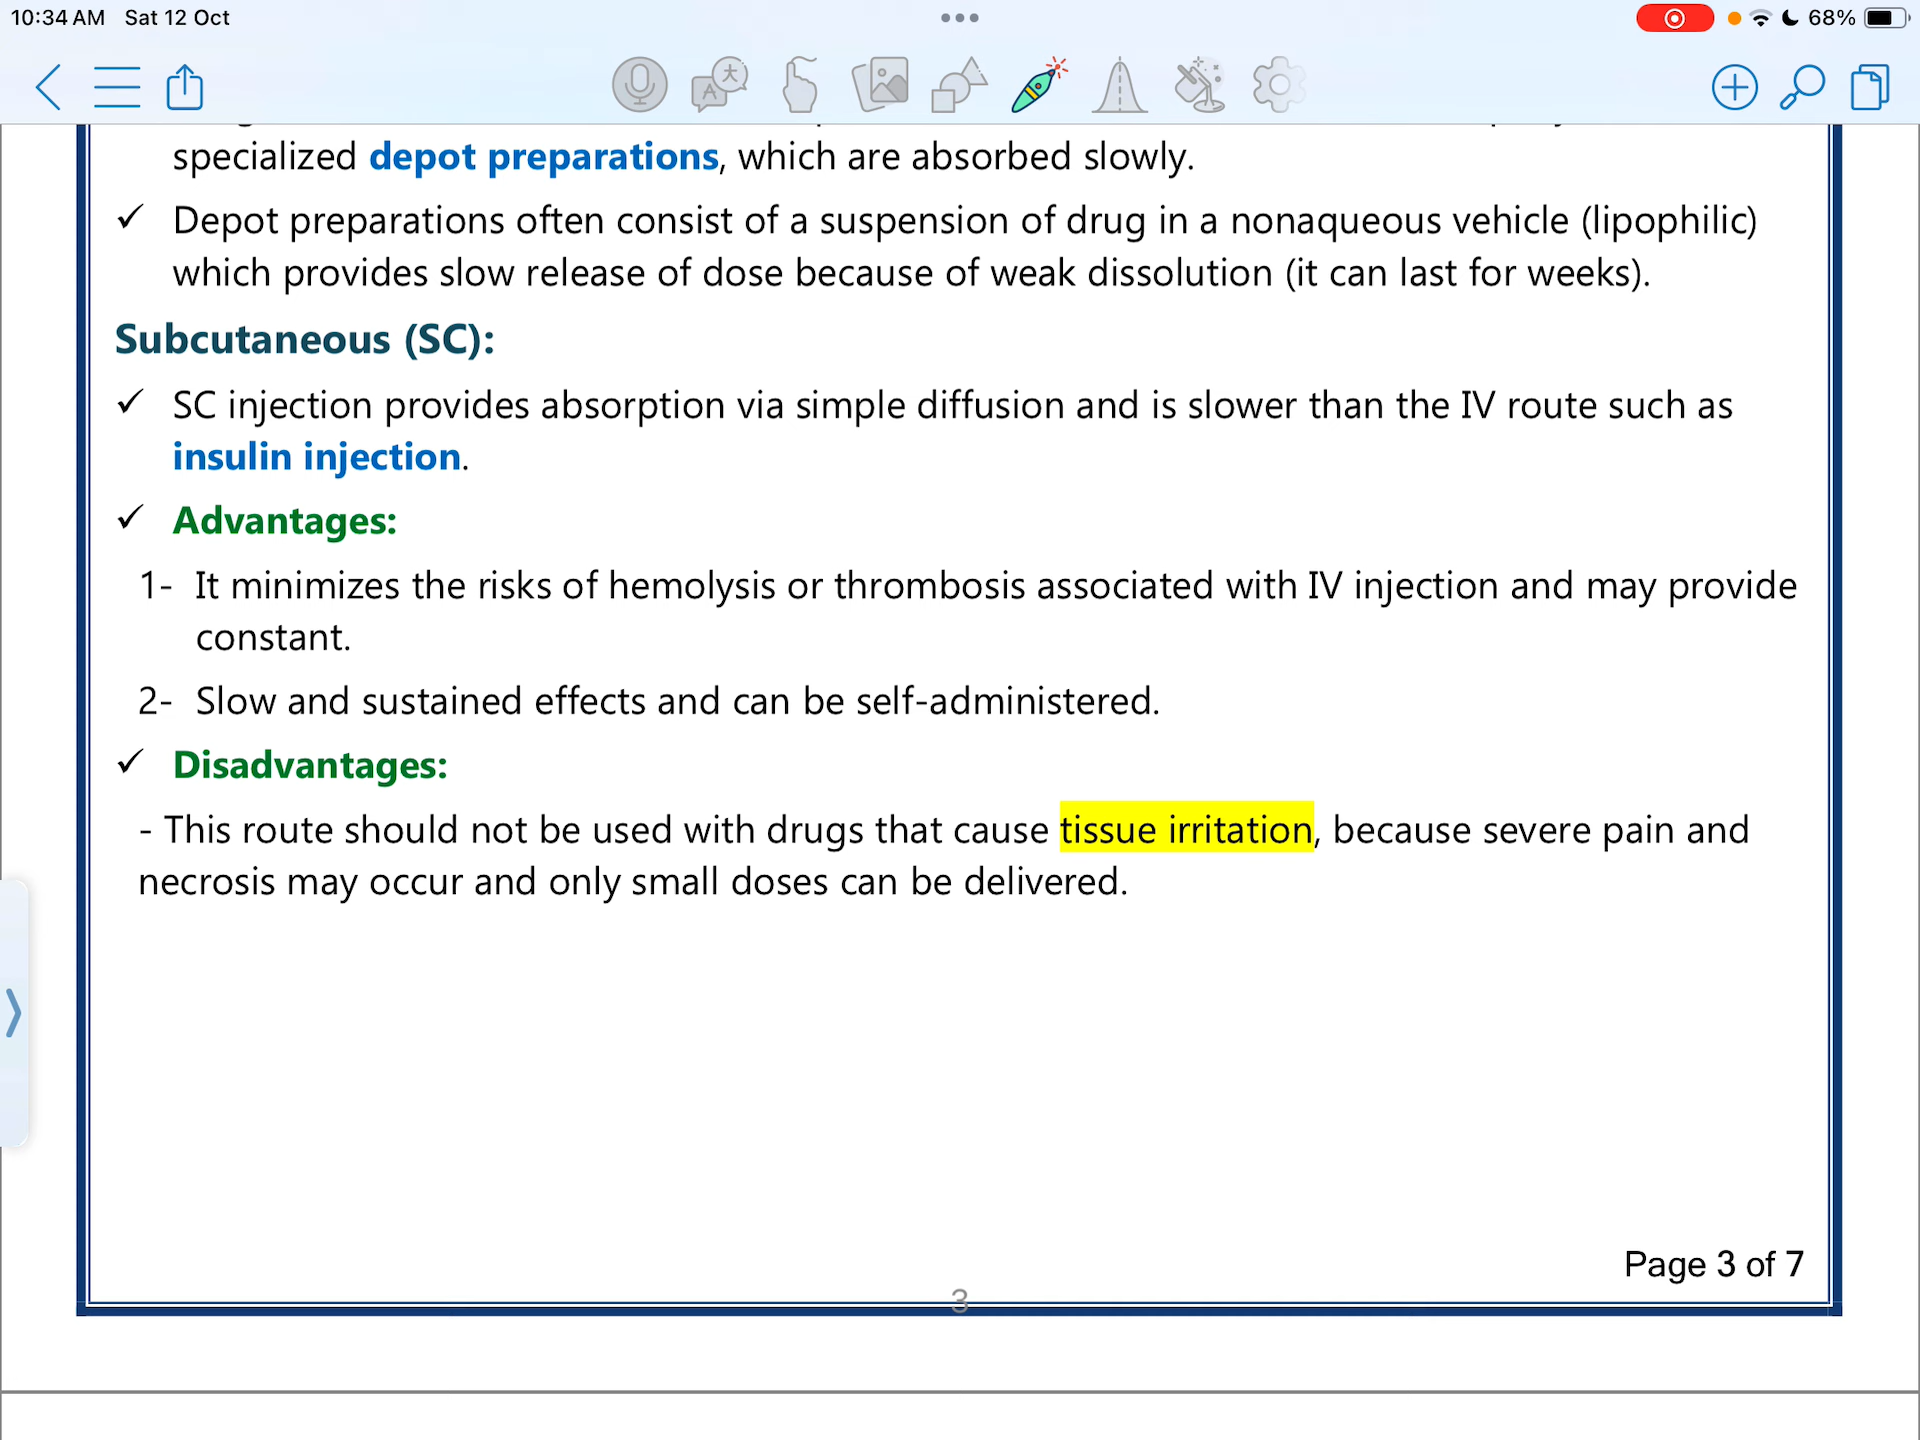 10:34 AM Sat 12 Oct
68%
specialized depot preparations, which are absorbed slowly.
✓ Depot preparations often consist of a suspension of drug in a nonaqueous vehicle (lipophilic)
which provides slow release of dose because of weak dissolution (it can last for weeks).
Subcutaneous (SC):
✓ SC injection provides absorption via simple diffusion and is slower than the IV route such as
insulin injection.
✓ Advantages:
1- It minimizes the risks of hemolysis or thrombosis associated with IV injection and may provide
constant.
2- Slow and sustained effects and can be self-administered.
✓ Disadvantages:
- This route should not be used with drugs that cause tissue irritation, because severe pain and
necrosis may occur and only small doses can be delivered.
Page 3 of 7
3